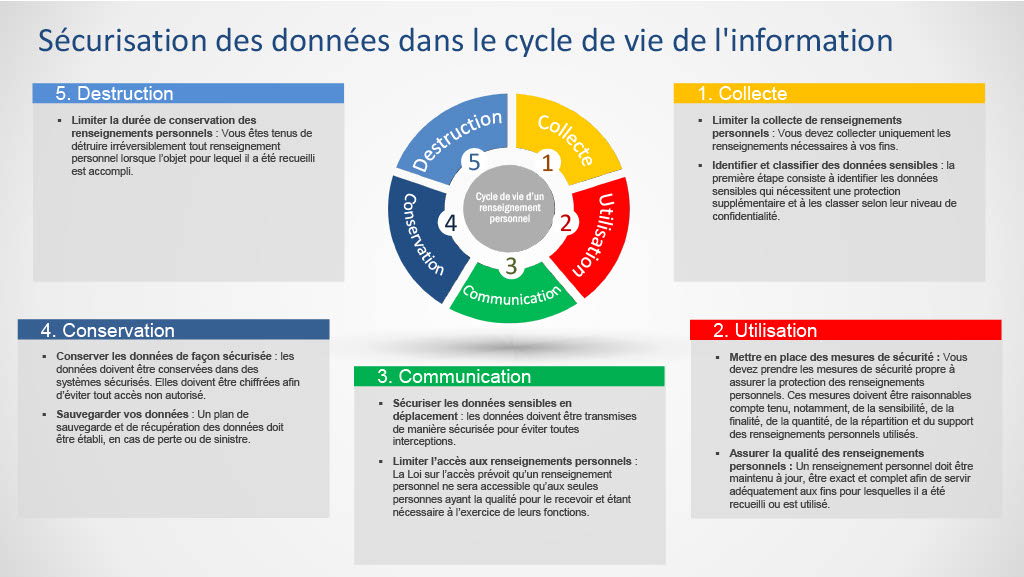 Sécurisation des données dans le cycle de vie de l'information
5. Destruction
▪ Limiter la durée de conservation des
renseignements personnels : Vous êtes tenus de
détruire irréversiblement tout renseignement
personnel lorsque l'objet pour lequel il a été recueilli
est accompli.
Destruction
5
Collecte
1
Utilisation
2
Communication
3
Conservation
4
Cycle de vie d'un
renseignement
personnel
1. Collecte
▪ Limiter la collecte de renseignements
personnels : Vous devez collecter uniquement les
renseignements nécessaires à vos fins.
▪ Identifier et classifier des données sensibles : la
première étape consiste à identifier les données
sensibles qui nécessitent une protection
supplémentaire et à les classer selon leur niveau de
confidentialité.
4. Conservation
▪ Conserver les données de façon sécurisée : les
données doivent être conservées dans des
systèmes sécurisés. Elles doivent être chiffrées afin
d'éviter tout accès non autorisé.
▪ Sauvegarder vos données : Un plan de
sauvegarde et de récupération des données doit
être établi, en cas de perte ou de sinistre.
3. Communication
▪ Sécuriser les données sensibles en
déplacement : les données doivent être transmises
de manière sécurisée pour éviter toutes
interceptions.
▪ Limiter l'accès aux renseignements personnels :
La Loi sur l'accès prévoit qu'un renseignement
personnel ne sera accessible qu'aux seules
personnes ayant la qualité pour le recevoir et étant
nécessaire à l'exercice de leurs fonctions.
2. Utilisation
▪ Mettre en place des mesures de sécurité : Vous
devez prendre les mesures de sécurité propre à
assurer la protection des renseignements
personnels. Ces mesures doivent être raisonnables
compte tenu, notamment, de la sensibilité, de la
finalité, de la quantité, de la répartition et du support
des renseignements personnels utilisés.
▪ Assurer la qualité des renseignements
personnels : Un renseignement personnel doit être
maintenu à jour, être exact et complet afin de servir
adéquatement aux fins pour lesquelles il a été
recueilli ou est utilisé.